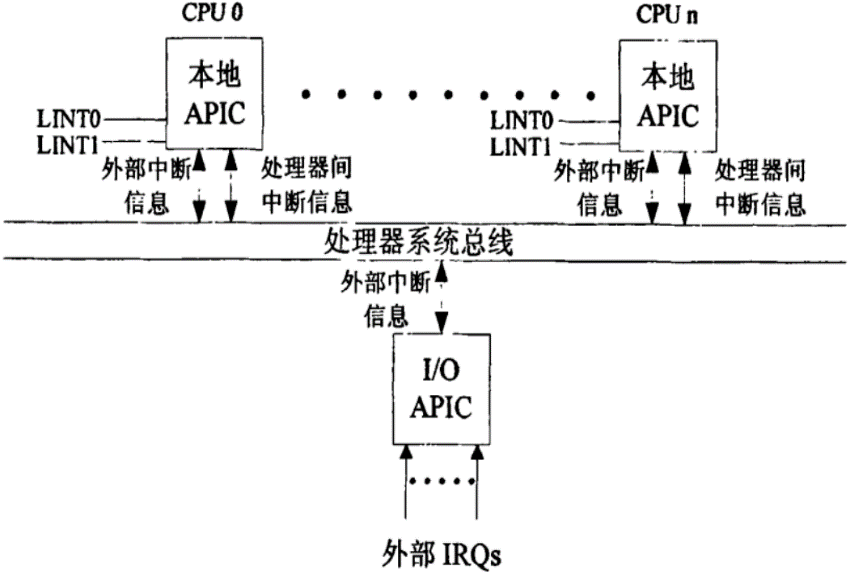 CPU 0
CPU n
本地
APIC
本地
APIC
LINT0
LINT1
LINT0
LINT1
外部中断
信息
处理器间
中断信息
外部中断
信息
处理器间
中断信息
处理器系统总线
外部中断
信息
I/O
APIC
外部 IRQs